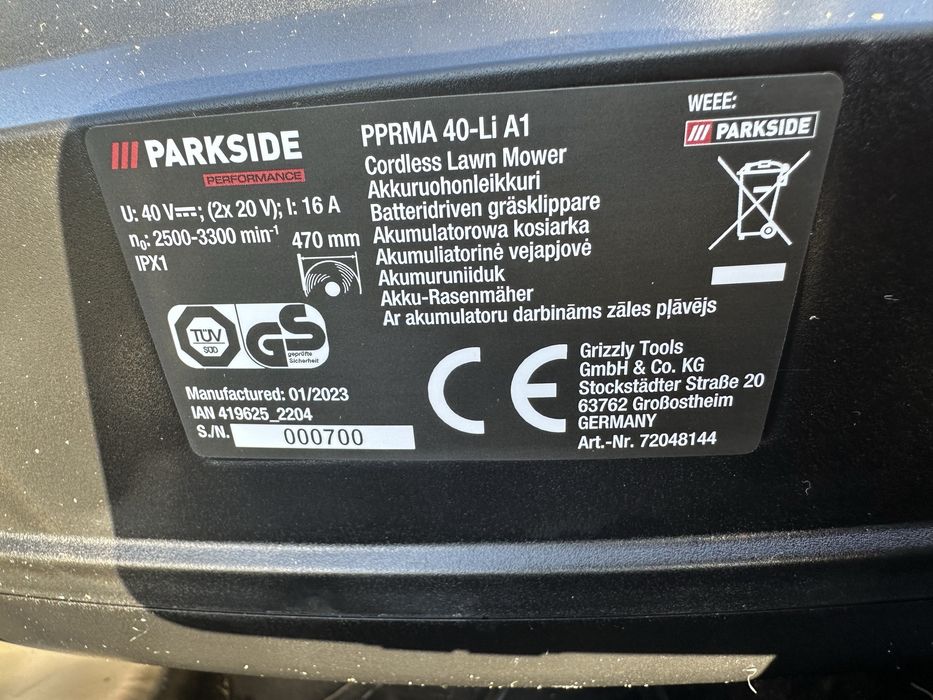 PARKSIDE
PERFORMANCE
U: 40 V⎓; (2x 20 V); I: 16 A
n₀: 2500-3300 min⁻¹
IPX1
470 mm
TÜV
SÜD
GS
geprüfte
Sicherheit
Manufactured: 01/2023
IAN 419625_2204
S./N. 000700
PPRMA 40-Li A1
Cordless Lawn Mower
Akkuruohonleikkuri
Batteridriven gräsklippare
Akumulatorowa kosiarka
Akumuliatorinė vejapjovė
Akumuruniiduk
Akku-Rasenmäher
Ar akumulatoru darbināms zāles pļāvējs
CE
Grizzly Tools
GmbH & Co. KG
Stockstädter Straße 20
63762 Großostheim
GERMANY
Art.-Nr. 72048144
WEEE:
PARKSIDE